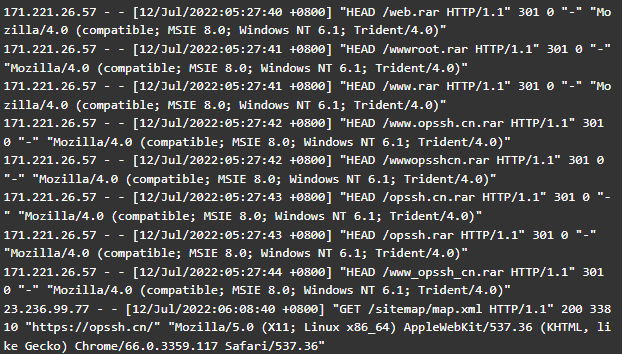 171.221.26.57 - - [12/Jul/2022:05:27:40 +0800] "HEAD /web.rar HTTP/1.1" 301 0 "-" "Mo
zilla/4.0 (compatible; MSIE 8.0; Windows NT 6.1; Trident/4.0)"
171.221.26.57 - - [12/Jul/2022:05:27:41 +0800] "HEAD /wwwroot.rar HTTP/1.1" 301 0 "-"
"Mozilla/4.0 (compatible; MSIE 8.0; Windows NT 6.1; Trident/4.0)"
171.221.26.57 - - [12/Jul/2022:05:27:41 +0800] "HEAD /www.rar HTTP/1.1" 301 0 "-" "Mo
zilla/4.0 (compatible; MSIE 8.0; Windows NT 6.1; Trident/4.0)"
171.221.26.57 - - [12/Jul/2022:05:27:42 +0800] "HEAD /www.opssh.cn.rar HTTP/1.1" 301
0 "-" "Mozilla/4.0 (compatible; MSIE 8.0; Windows NT 6.1; Trident/4.0)"
171.221.26.57 - - [12/Jul/2022:05:27:42 +0800] "HEAD /wwwopsshcn.rar HTTP/1.1" 301 0
"-" "Mozilla/4.0 (compatible; MSIE 8.0; Windows NT 6.1; Trident/4.0)"
171.221.26.57 - - [12/Jul/2022:05:27:43 +0800] "HEAD /opssh.cn.rar HTTP/1.1" 301 0 "-
" "Mozilla/4.0 (compatible; MSIE 8.0; Windows NT 6.1; Trident/4.0)"
171.221.26.57 - - [12/Jul/2022:05:27:43 +0800] "HEAD /opssh.rar HTTP/1.1" 301 0 "-"
"Mozilla/4.0 (compatible; MSIE 8.0; Windows NT 6.1; Trident/4.0)"
171.221.26.57 - - [12/Jul/2022:05:27:44 +0800] "HEAD /www_opssh_cn.rar HTTP/1.1" 301
0 "-" "Mozilla/4.0 (compatible; MSIE 8.0; Windows NT 6.1; Trident/4.0)"
23.236.99.77 - - [12/Jul/2022:06:08:40 +0800] "GET /sitemap/map.xml HTTP/1.1" 200 338
10 "https://opssh.cn/" "Mozilla/5.0 (X11; Linux x86_64) AppleWebKit/537.36 (KHTML, li
ke Gecko) Chrome/66.0.3359.117 Safari/537.36"